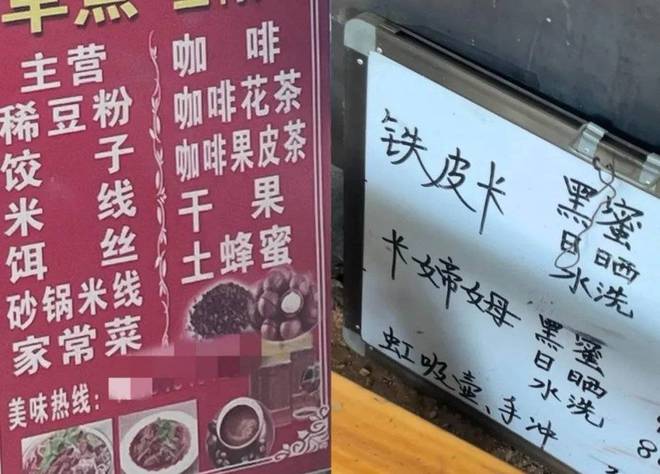 早点
主营
稀豆粉
饺子
米线
饵丝
砂锅米线
家常菜
美味热线:
咖啡
咖啡花茶
咖啡果皮茶
干果
土蜂蜜
铁皮卡
黑蜜
日晒
水洗
卡蒂姆
黑蜜
日晒
水洗
虹吸壶、手冲
8